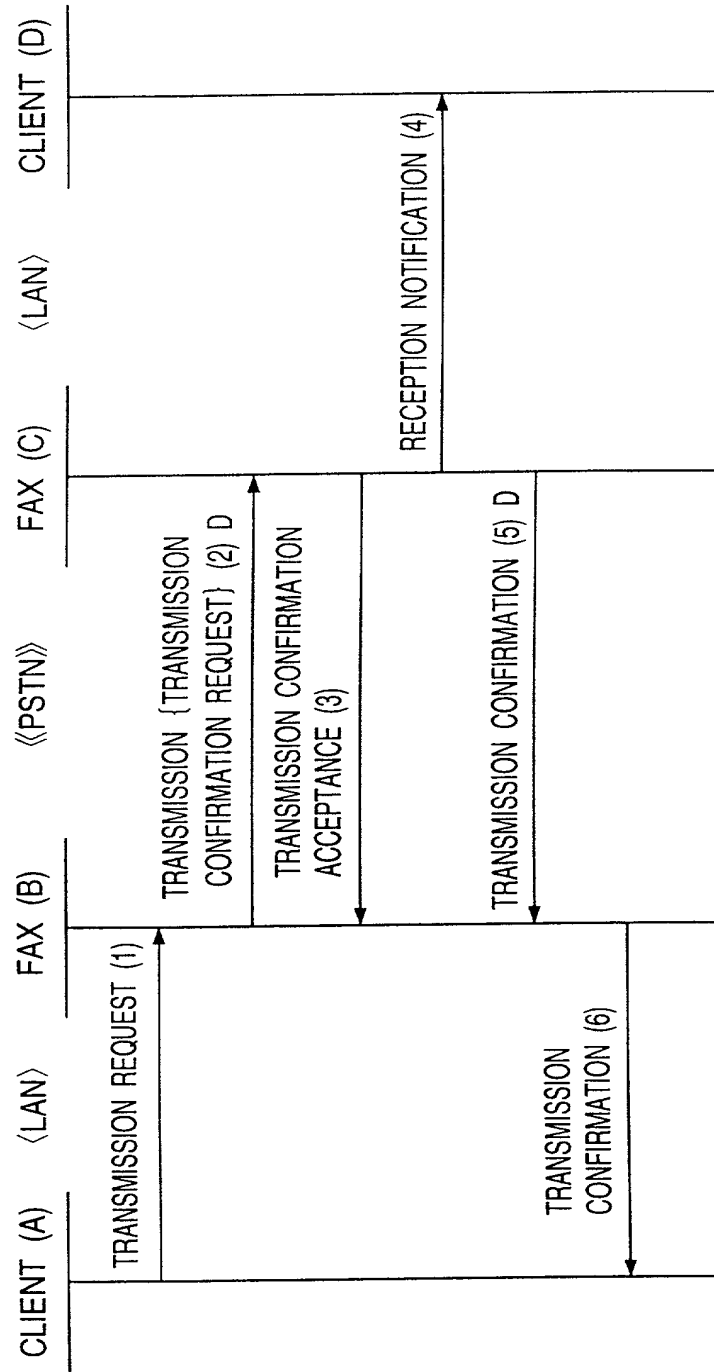 CLIENT (A)
〈LAN〉
FAX (B)
《PSTN》
FAX (C)
〈LAN〉
CLIENT (D)
TRANSMISSION REQUEST (1)
TRANSMISSION {TRANSMISSION
CONFIRMATION REQUEST} (2) D
TRANSMISSION CONFIRMATION
ACCEPTANCE (3)
RECEPTION NOTIFICATION (4)
TRANSMISSION CONFIRMATION (5) D
TRANSMISSION
CONFIRMATION (6)